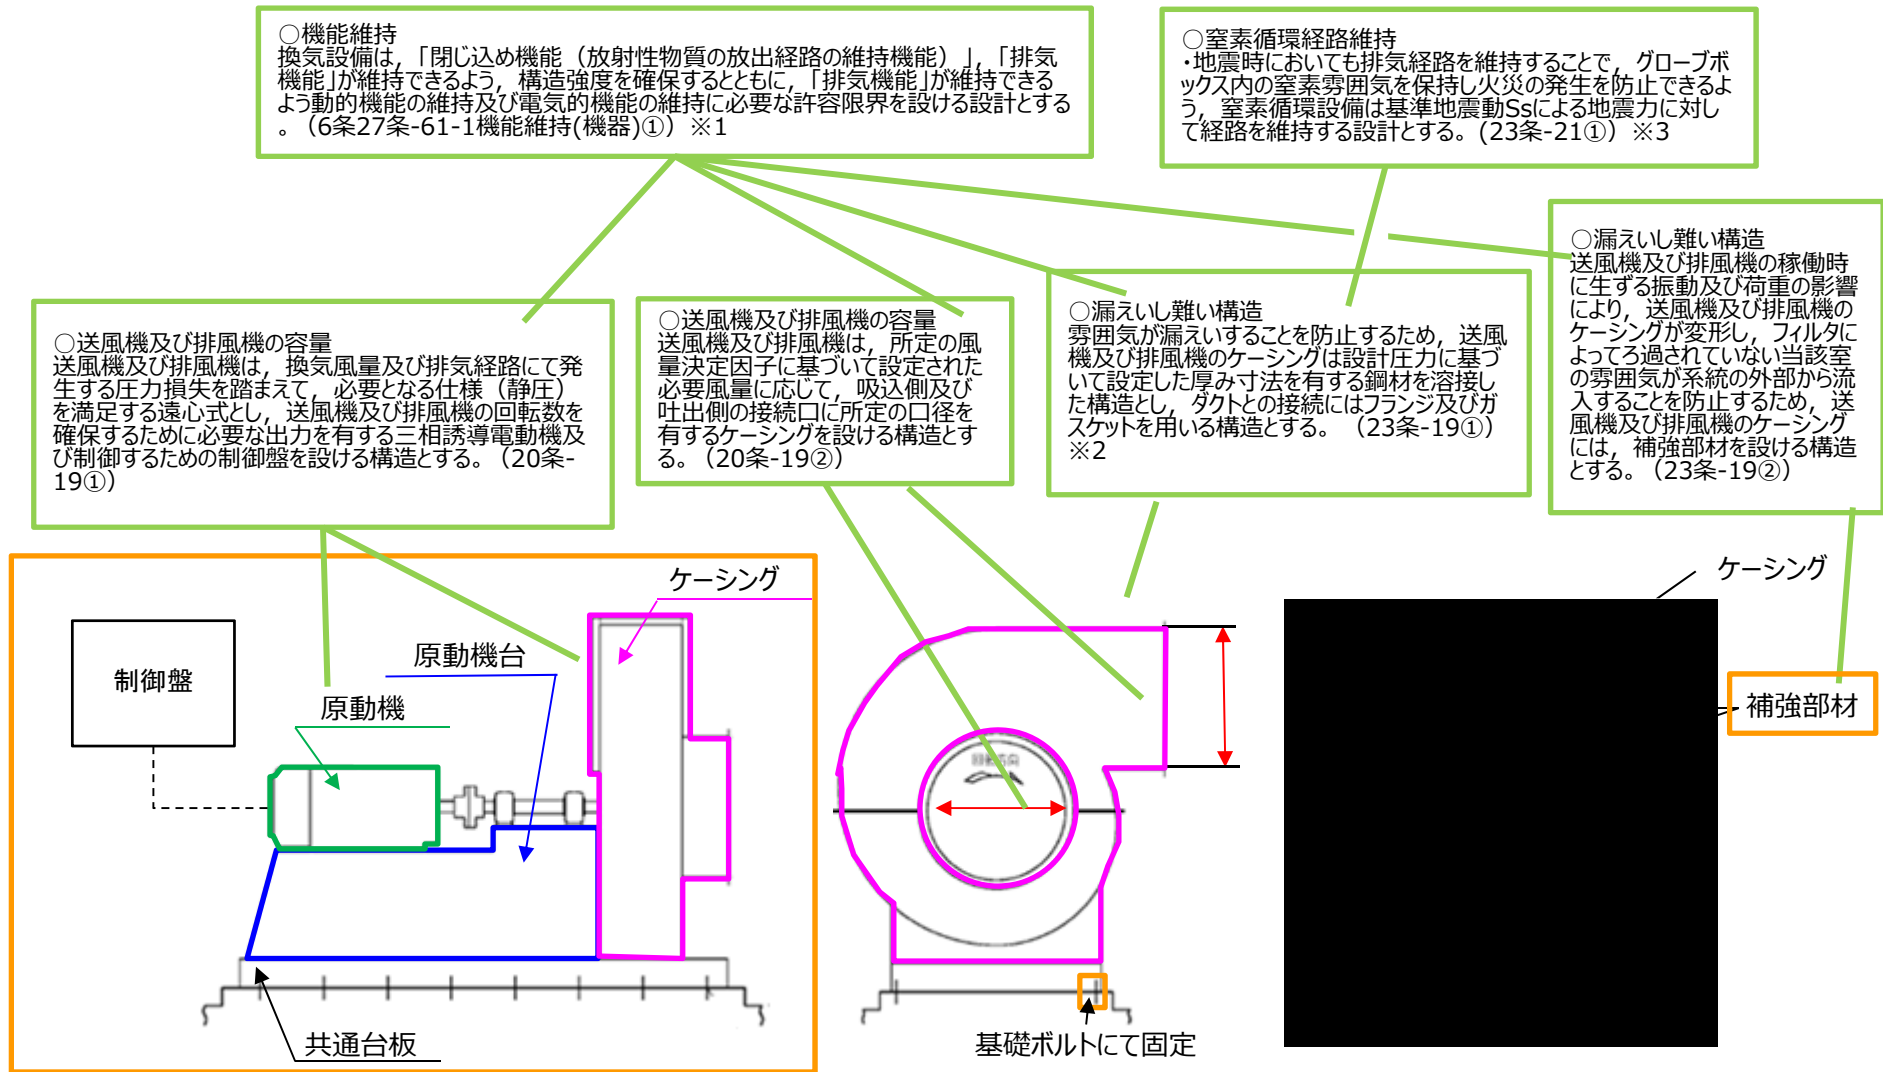 ○機能維持
換気設備は，「閉じ込め機能（放射性物質の放出経路の維持機能）」，「排気
機能」が維持できるよう，構造強度を確保するとともに，「排気機能」が維持できる
よう動的機能の維持及び電気的機能の維持に必要な許容限界を設ける設計とする
。（6条27条-61-1機能維持(機器)①）※1
○窒素循環経路維持
・地震時においても排気経路を維持することで，グローブボ
ックス内の窒素雰囲気を保持し火災の発生を防止できるよ
う，窒素循環設備は基準地震動Ssによる地震力に対し
て経路を維持する設計とする。(23条-21①）※3
○送風機及び排風機の容量
送風機及び排風機は，換気風量及び排気経路にて発
生する圧力損失を踏まえて，必要となる仕様（静圧）
を満足する遠心式とし，送風機及び排風機の回転数を
確保するために必要な出力を有する三相誘導電動機及
び制御するための制御盤を設ける構造とする。（20条-
19①）
○送風機及び排風機の容量
送風機及び排風機は，所定の風
量決定因子に基づいて設定された
必要風量に応じて，吸込側及び
吐出側の接続口に所定の口径を
有するケーシングを設ける構造とす
る。（20条-19②）
○漏えいし難い構造
雰囲気が漏えいすることを防止するため，送風
機及び排風機のケーシングは設計圧力に基づ
いて設定した厚み寸法を有する鋼材を溶接し
た構造とし，ダクトとの接続にはフランジ及びガ
スケットを用いる構造とする。（23条-19①）
※2
○漏えいし難い構造
送風機及び排風機の稼働時
に生ずる振動及び荷重の影響
により，送風機及び排風機の
ケーシングが変形し，フィルタに
よってろ過されていない当該室
の雰囲気が系統の外部から流
入することを防止するため，送
風機及び排風機のケーシング
には，補強部材を設ける構造
とする。（23条-19②）
ケーシング
制御盤
原動機台
原動機
共通台板
基礎ボルトにて固定
ケーシング
補強部材